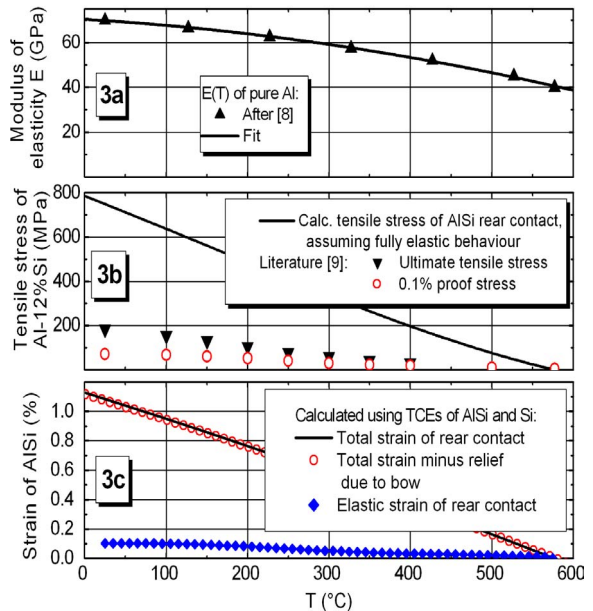 Modulus of
elasticity E (GPa)
60
40
20
3a
E(T) of pure Al:
After [8]
Fit
Tensile stress of
Al-12%Si (MPa)
800
600
400
200
3b
Calc. tensile stress of AlSi rear contact,
assuming fully elastic behaviour
Literature [9]:
Ultimate tensile stress
0.1% proof stress
Strain of AlSi (%)
1.0
0.8
0.6
0.4
0.2
0.0
3c
Calculated using TCEs of AlSi and Si:
Total strain of rear contact
Total strain minus relief
due to bow
Elastic strain of rear contact
0 100 200 300 400 500 600
T (°C)